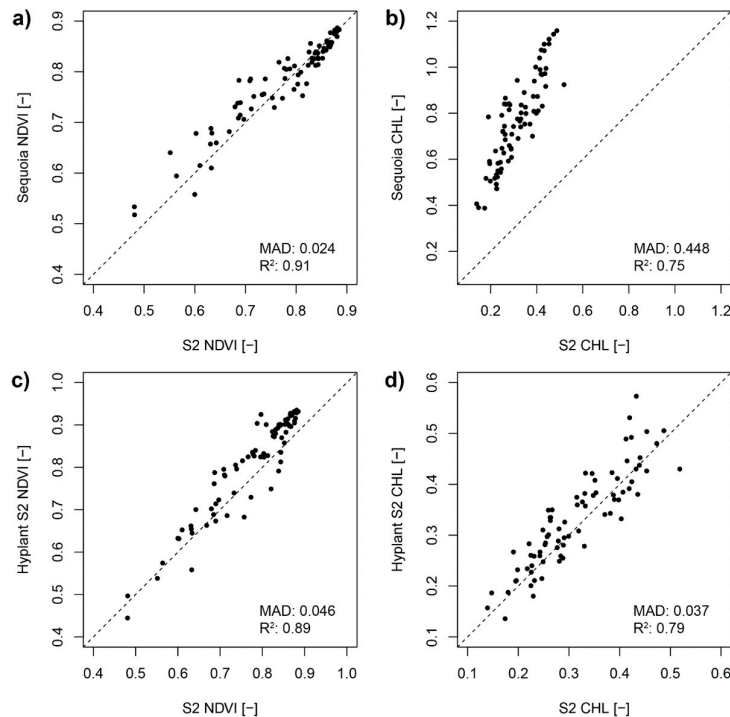 a)
0.9
0.8
0.7
0.6
0.5
0.4
Sequoia NDVI [−]
MAD: 0.024
R²: 0.91
0.4 0.5 0.6 0.7 0.8 0.9
S2 NDVI [−]
b)
1.2
1.0
0.8
0.6
0.4
0.2
Sequoia CHL [−]
MAD: 0.448
R²: 0.75
0.2 0.4 0.6 0.8 1.0 1.2
S2 CHL [−]
c)
1.0
0.9
0.8
0.7
0.6
0.5
0.4
Hyplant S2 NDVI [−]
MAD: 0.046
R²: 0.89
0.4 0.5 0.6 0.7 0.8 0.9 1.0
S2 NDVI [−]
d)
0.6
0.5
0.4
0.3
0.2
0.1
Hyplant S2 CHL [−]
MAD: 0.037
R²: 0.79
0.1 0.2 0.3 0.4 0.5 0.6
S2 CHL [−]